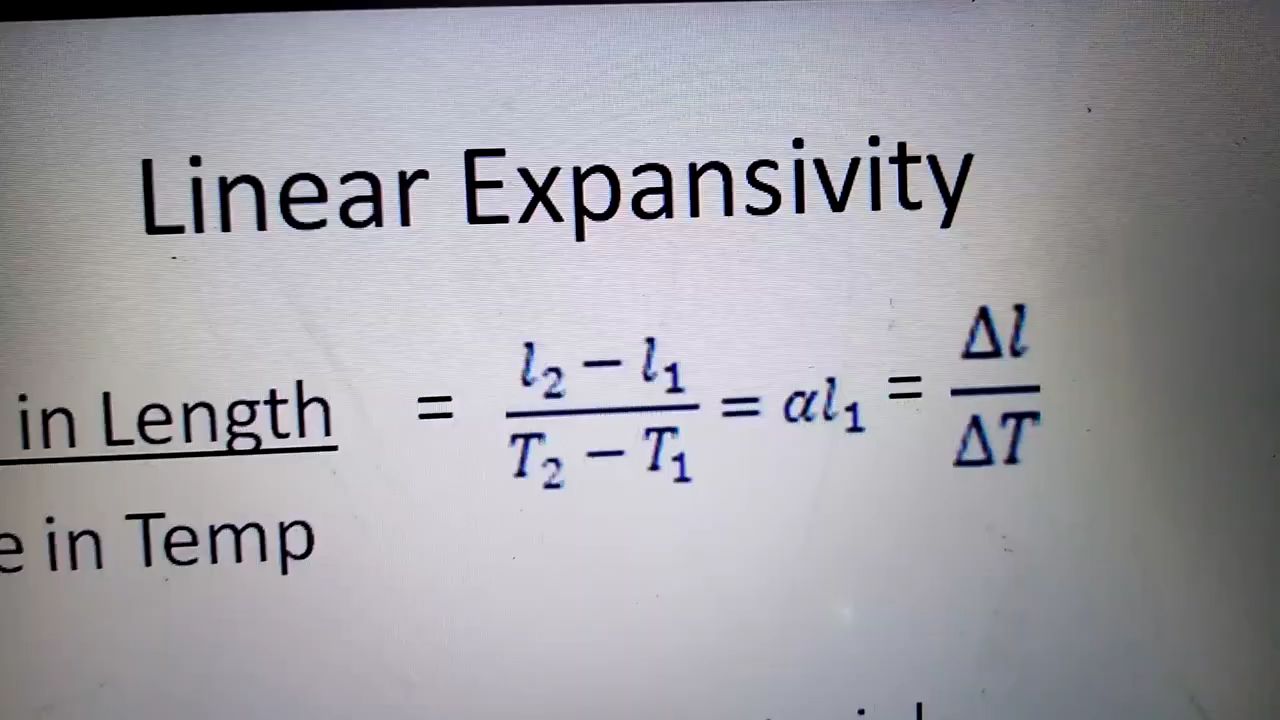 Linear Expansivity
in Length = l₂ − l₁ / T₂ − T₁ = αl₁ = Δl / ΔT
in Temp